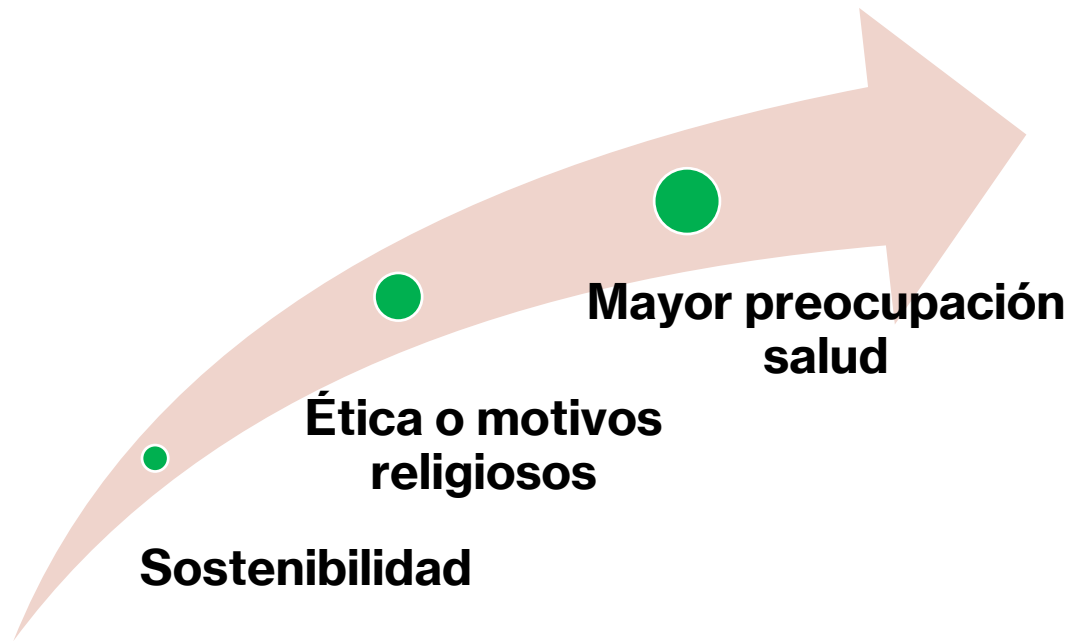 Mayor preocupación
salud
Ética o motivos
religiosos
Sostenibilidad